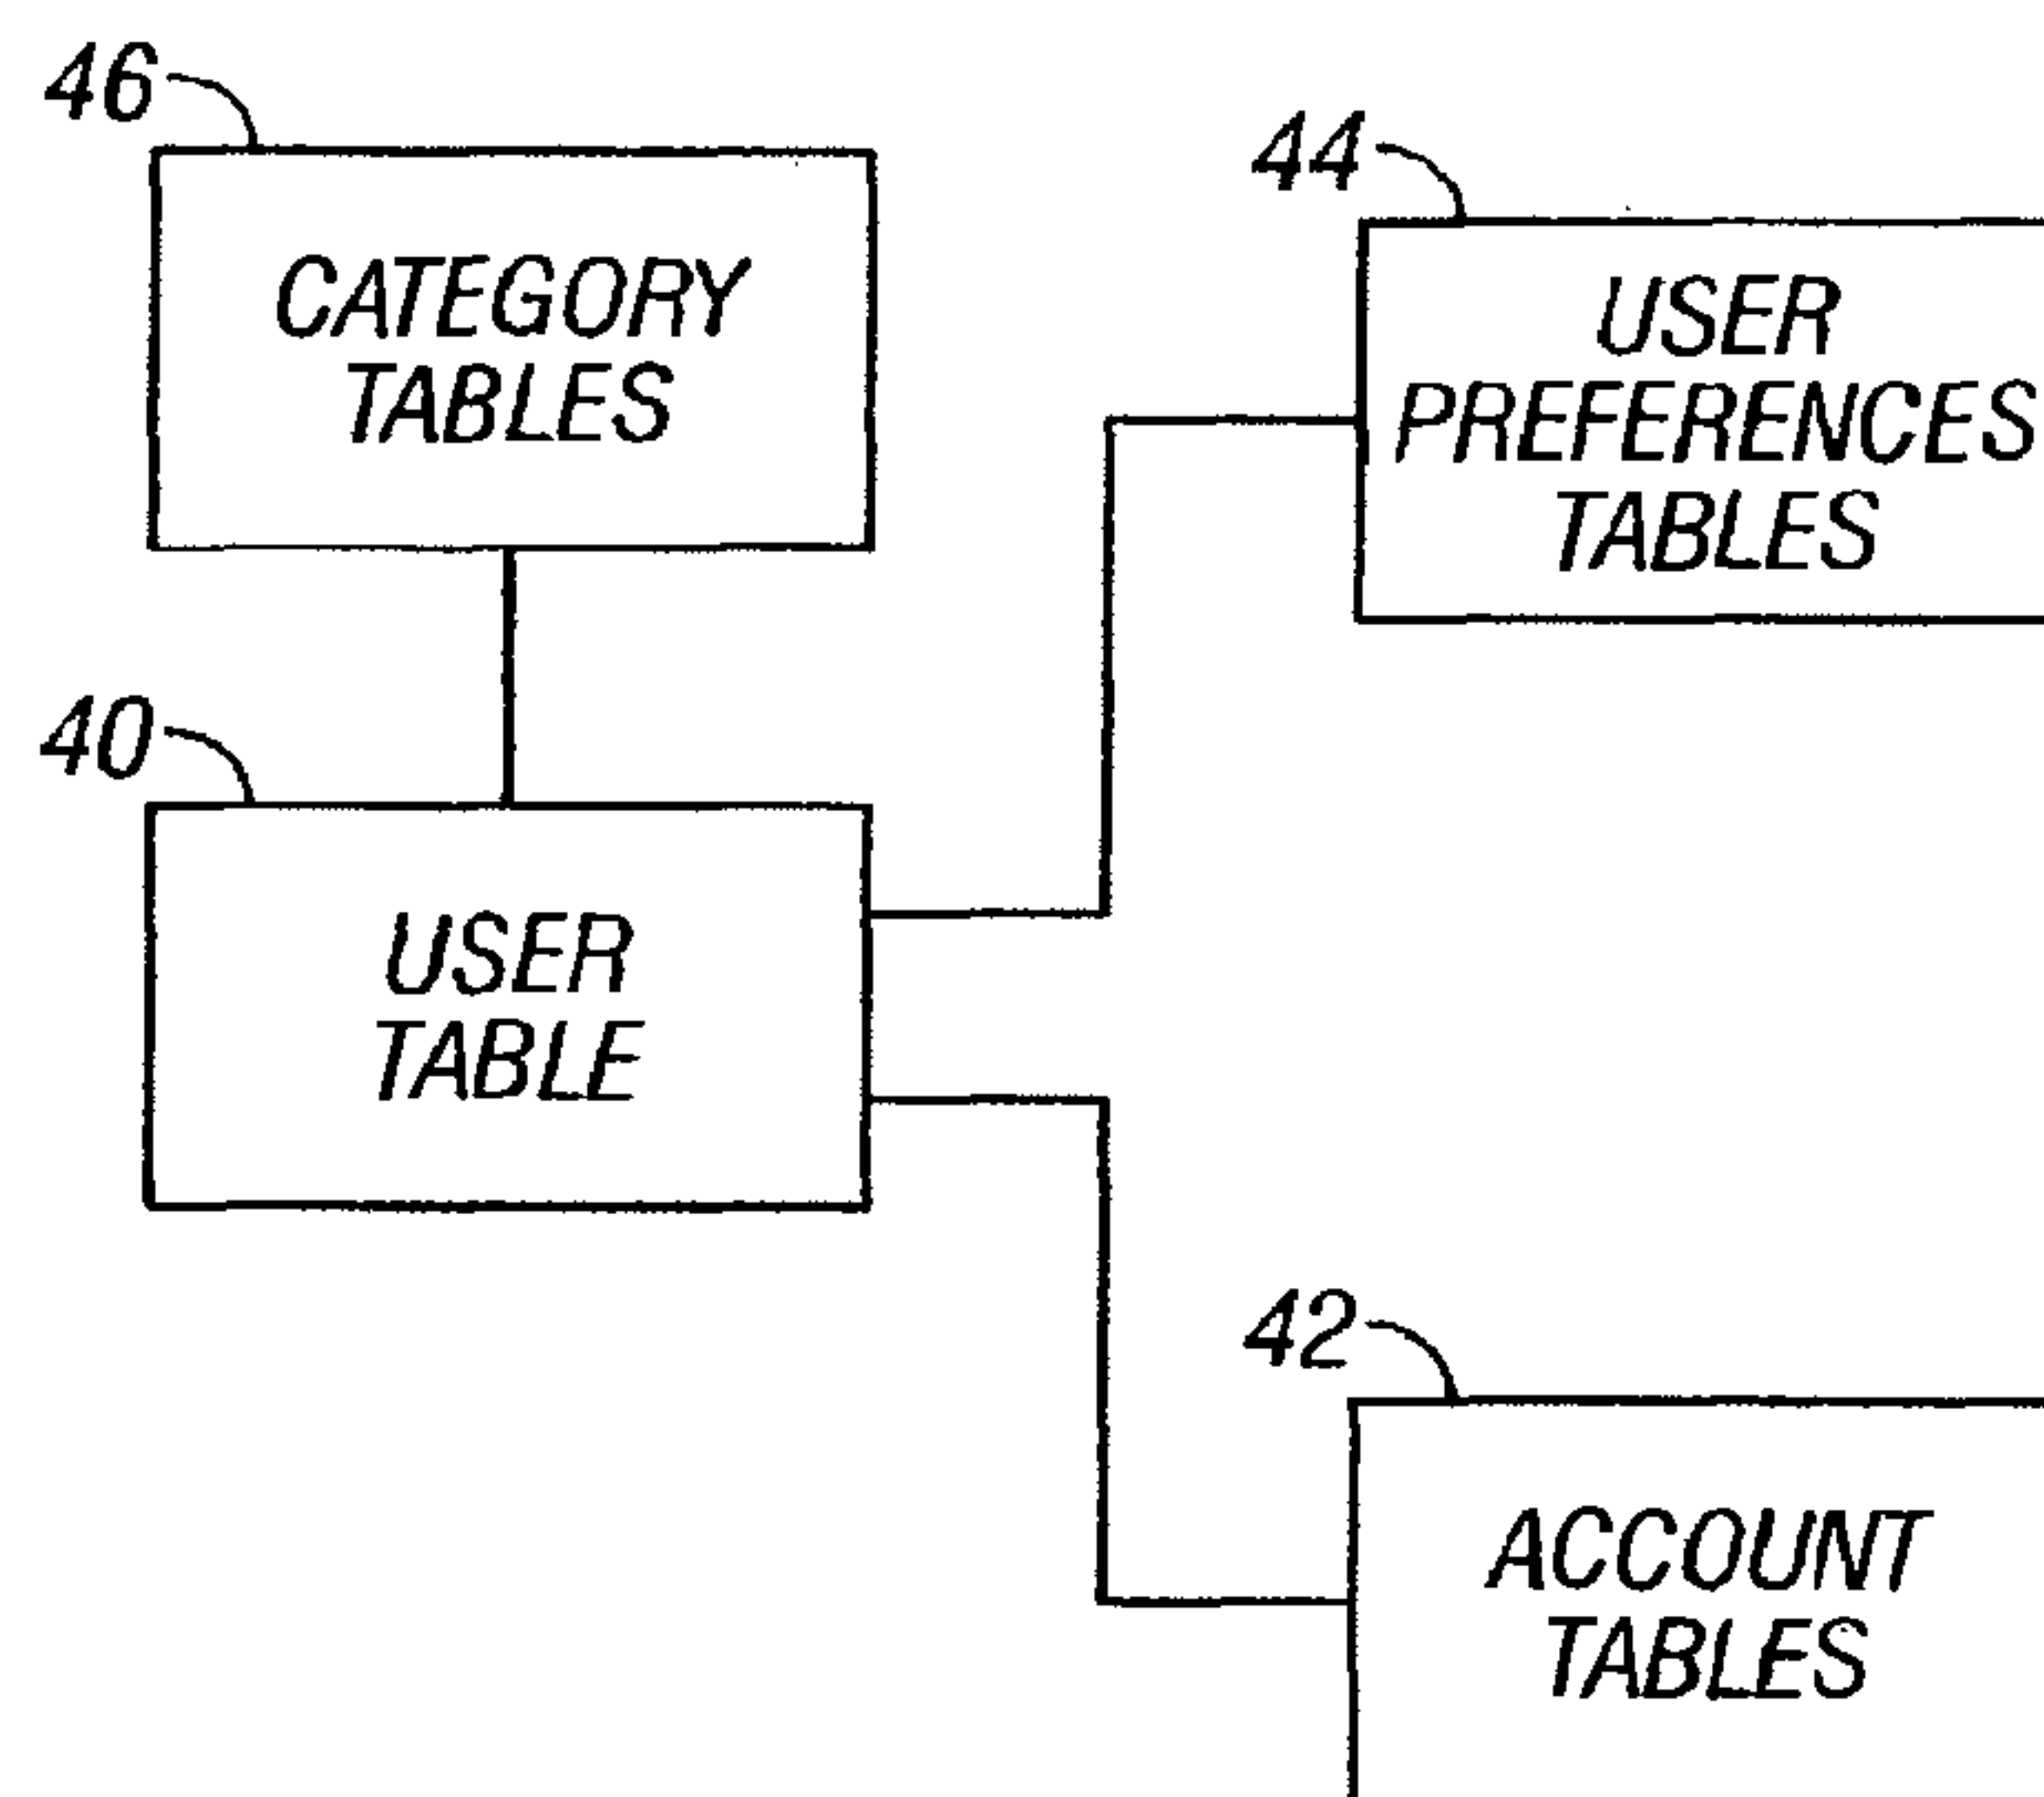 46
CATEGORY
TABLES
44
USER
PREFERENCES
TABLES
40
USER
TABLE
42
ACCOUNT
TABLES